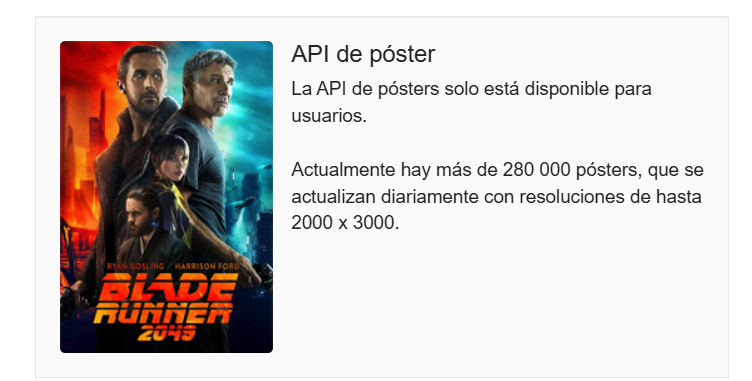 API de póster
La API de pósters solo está disponible para
usuarios.
Actualmente hay más de 280 000 pósters, que se
actualizan diariamente con resoluciones de hasta
2000 x 3000.
RYAN GOSLING HARRISON FORD
BLADE
RUNNER
2049